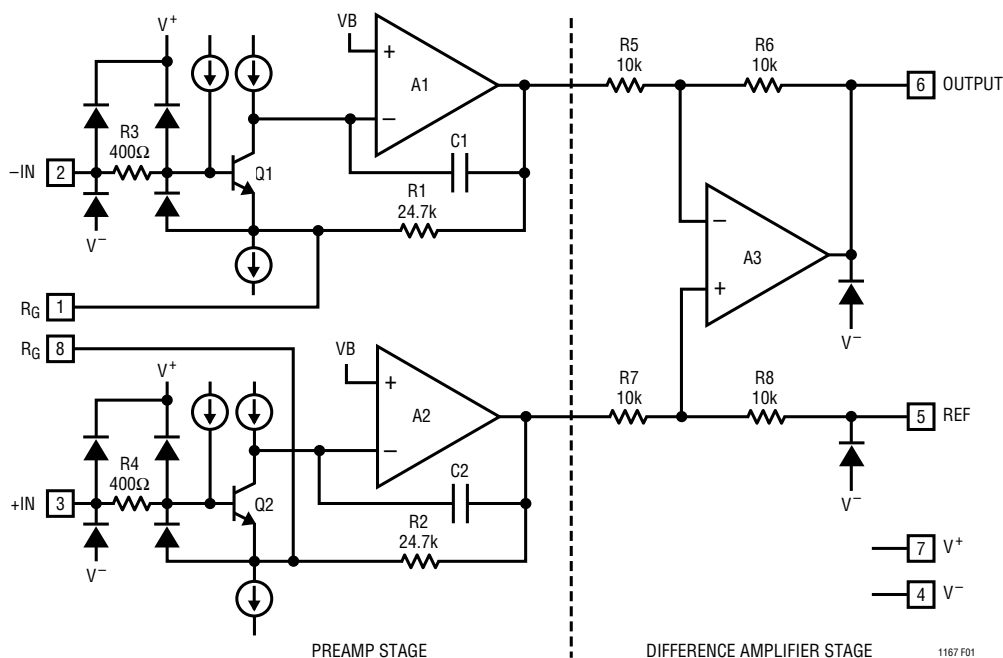 V+
VB
R5
10k
R6
10k
6
OUTPUT
+
A1
−
R3
400Ω
−IN
2
Q1
C1
R1
24.7k
V−
−
A3
+
RG
1
RG
8
V−
V+
VB
+
A2
−
R7
10k
R8
10k
5
REF
R4
400Ω
+IN
3
Q2
C2
R2
24.7k
V−
V−
7
V+
4
V−
PREAMP STAGE
DIFFERENCE AMPLIFIER STAGE
1167 F01